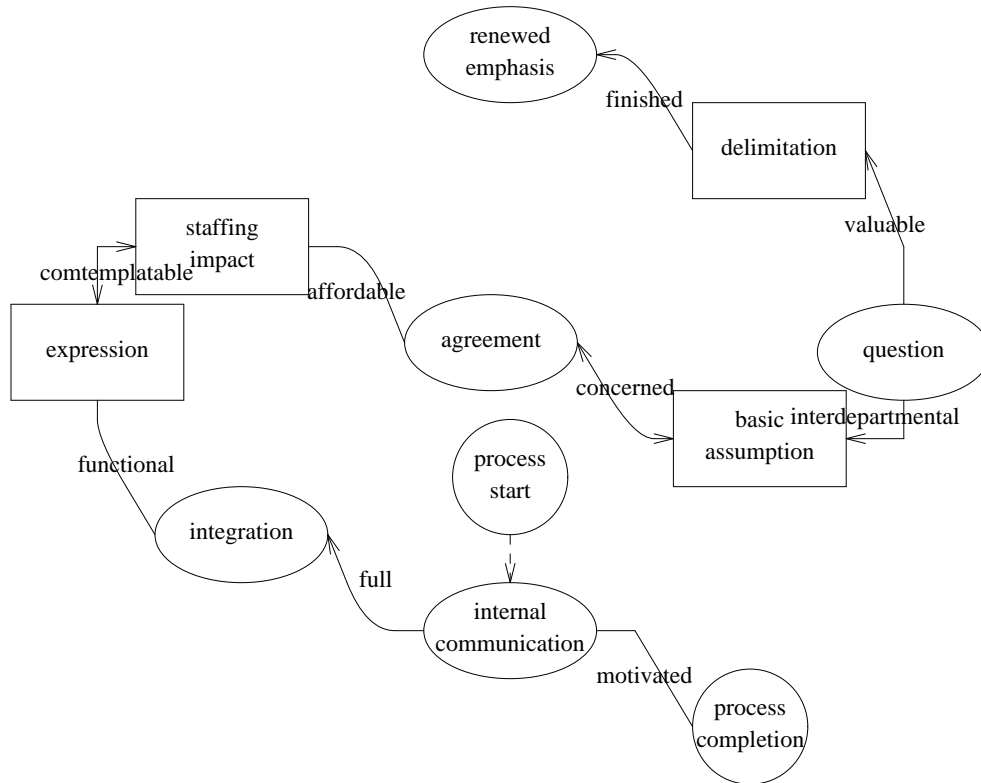 renewed
emphasis
finished
delimitation
valuable
staffing
impact
comtemplatable
affordable
expression
agreement
question
concerned
basic
assumption
interdepartmental
functional
process
start
integration
full
internal
communication
motivated
process
completion